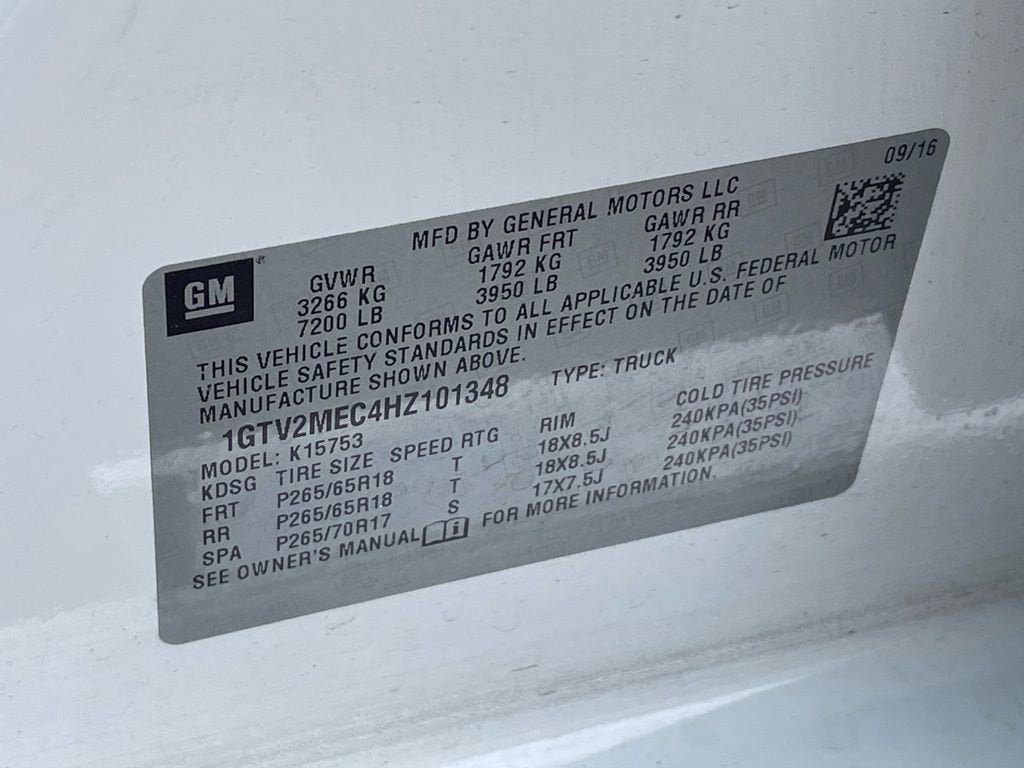 09/16
MFD BY GENERAL MOTORS LLC
GM ®
GVWR GAWR FRT GAWR RR
3266 KG 1792 KG 1792 KG
7200 LB 3950 LB 3950 LB
THIS VEHICLE CONFORMS TO ALL APPLICABLE U.S. FEDERAL MOTOR
VEHICLE SAFETY STANDARDS IN EFFECT ON THE DATE OF
MANUFACTURE SHOWN ABOVE.
1GTV2MEC4HZ101348 TYPE: TRUCK
MODEL: K15753
KDSG TIRE SIZE SPEED RTG RIM COLD TIRE PRESSURE
FRT P265/65R18 T 18X8.5J 240KPA(35PSI)
RR P265/65R18 T 18X8.5J 240KPA(35PSI)
SPA P265/70R17 S 17X7.5J 240KPA(35PSI)
SEE OWNER'S MANUAL i FOR MORE INFORMATION.